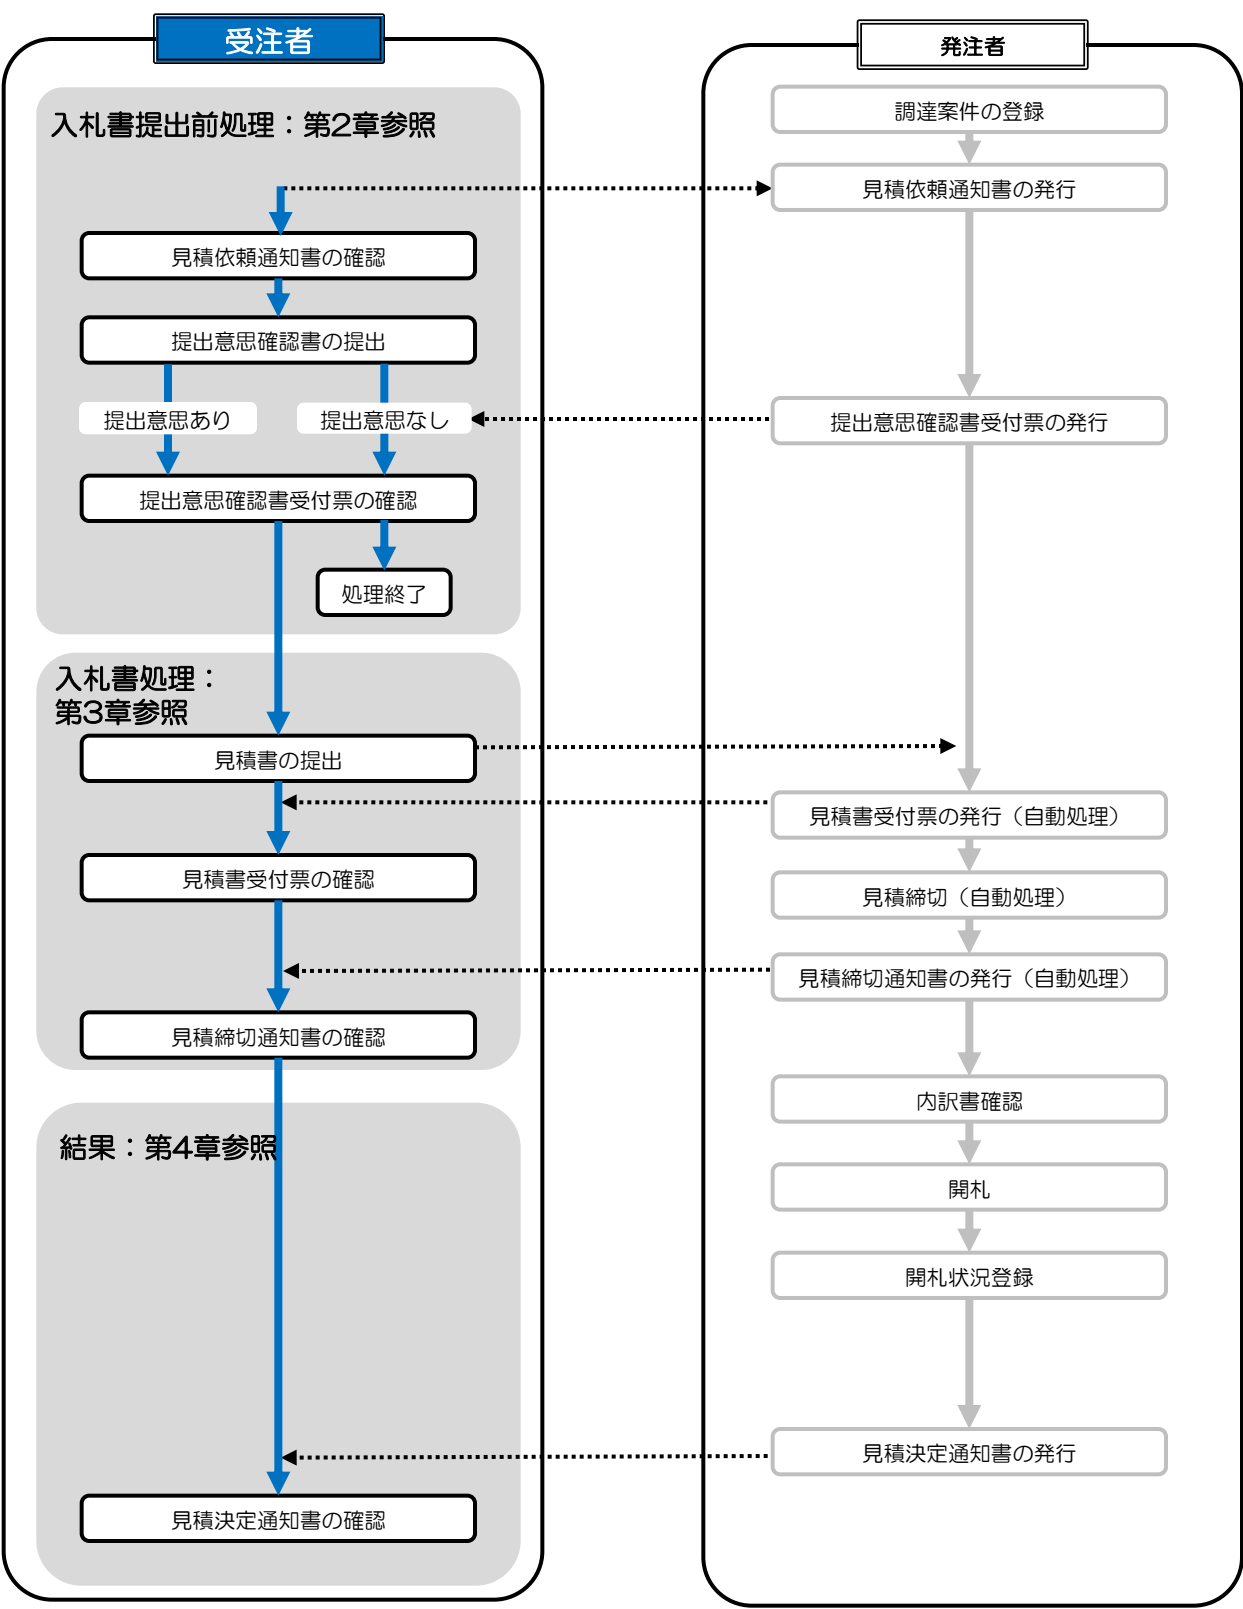 受注者
入札書提出前処理：第2章参照
見積依頼通知書の確認
提出意思確認書の提出
提出意思あり
提出意思なし
提出意思確認書受付票の確認
処理終了
入札書処理：
第3章参照
見積書の提出
見積書受付票の確認
見積締切通知書の確認
結果：第4章参照
見積決定通知書の確認
発注者
調達案件の登録
見積依頼通知書の発行
提出意思確認書受付票の発行
見積書受付票の発行（自動処理）
見積締切（自動処理）
見積締切通知書の発行（自動処理）
内訳書確認
開札
開札状況登録
見積決定通知書の発行